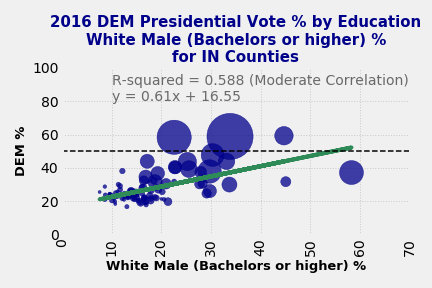 2016 DEM Presidential Vote % by Education
White Male (Bachelors or higher) %
for IN Counties)
R-squared = 0.588 (Moderate Correlation)
y = 0.61x + 16.55
DEM %
100
80
60
40
20
0
0 10 20 30 40 50 60 70
White Male (Bachelors or higher) %